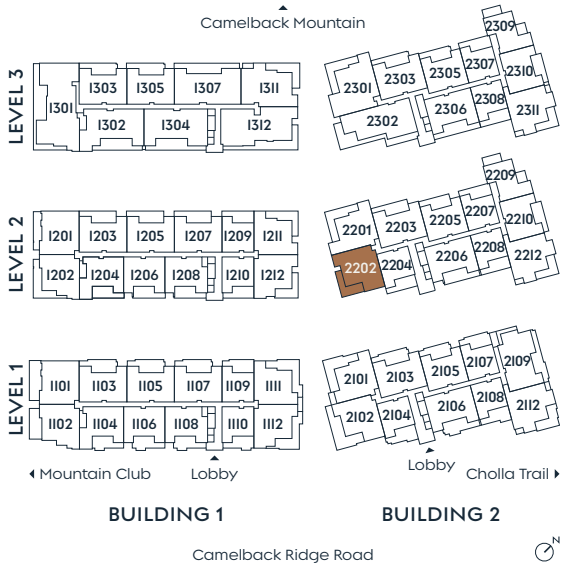 Camelback Mountain
LEVEL 3
1301 1303 1305 1307 1311
1302 1304 1312
2301 2303 2305 2307 2309 2310
2302 2306 2308 2311
LEVEL 2
1201 1203 1205 1207 1209 1211
1202 1204 1206 1208 1210 1212
2201 2203 2205 2207 2209 2210
2202 2204 2206 2208 2212
LEVEL 1
1101 1103 1105 1107 1109 1111
1102 1104 1106 1108 1110 1112
2101 2103 2105 2107 2109
2102 2104 2106 2108 2112
Mountain Club
Lobby
Lobby
Cholla Trail
BUILDING 1
BUILDING 2
Camelback Ridge Road
N